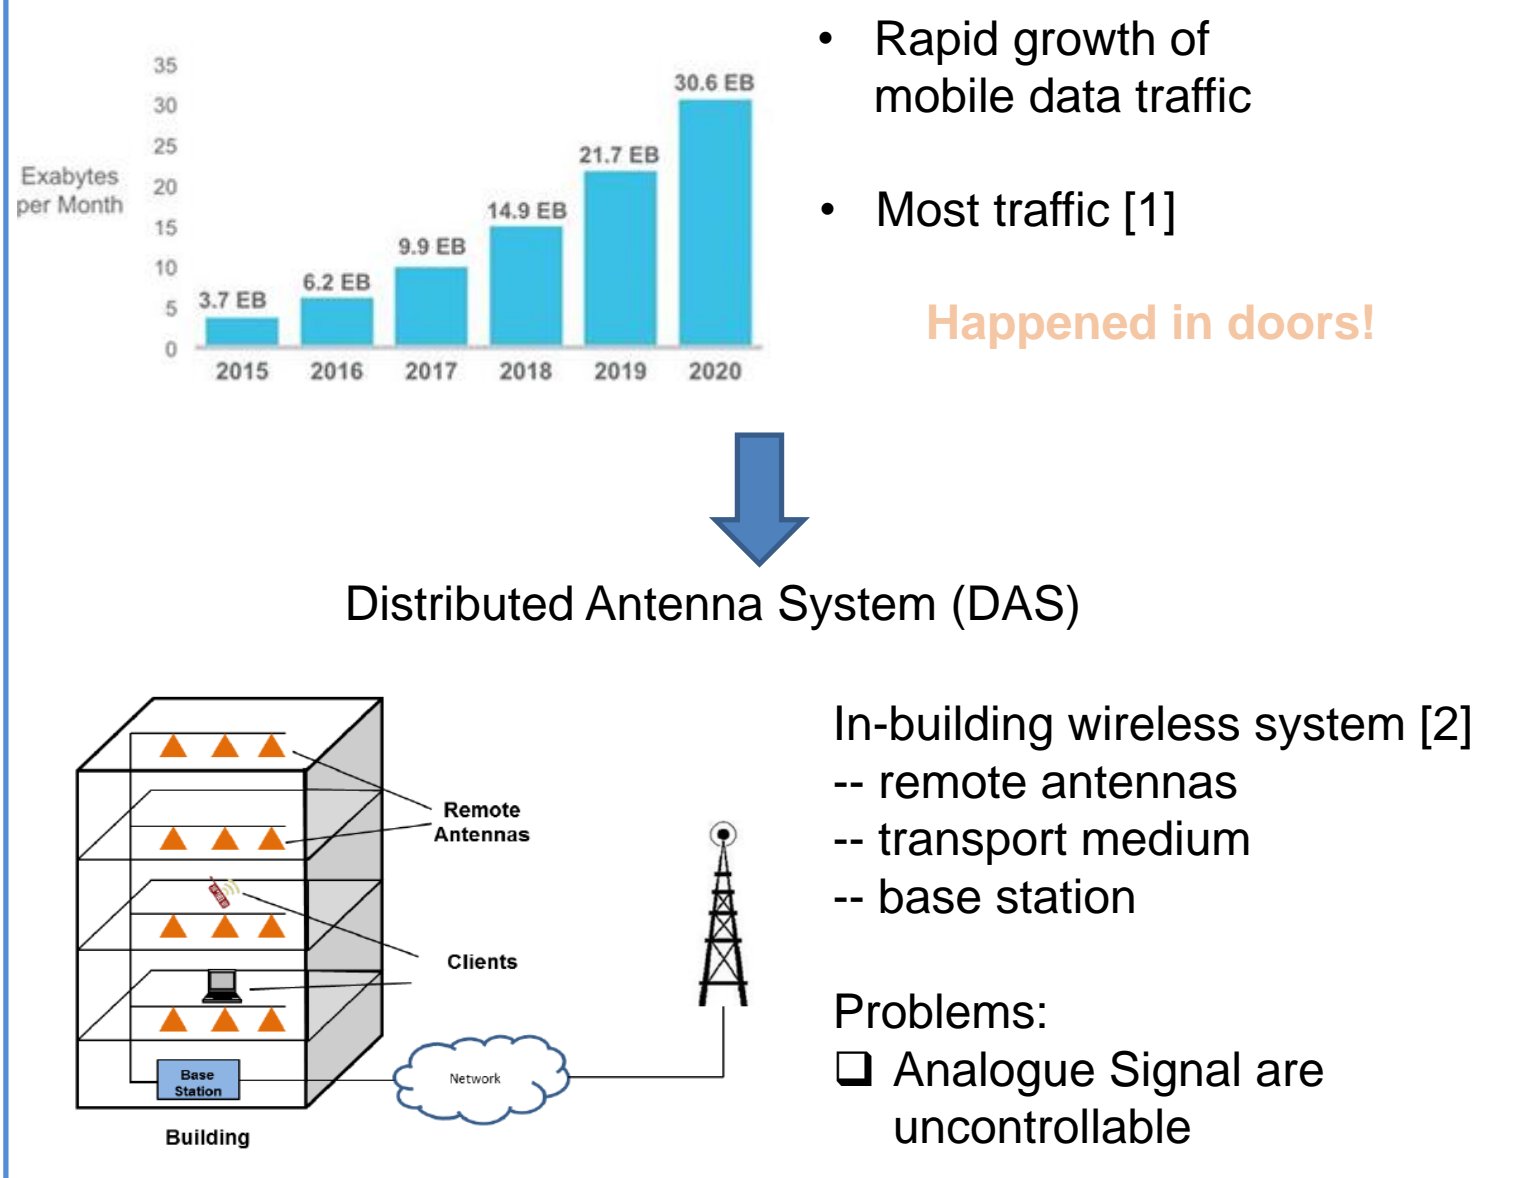 35
30
25
20
15
10
5
0
Exabytes
per Month
3.7 EB
6.2 EB
9.9 EB
14.9 EB
21.7 EB
30.6 EB
2015 2016 2017 2018 2019 2020
• Rapid growth of
mobile data traffic
• Most traffic [1]
Happened in doors!
Distributed Antenna System (DAS)
Remote
Antennas
Clients
Base
Station
Network
Building
In-building wireless system [2]
-- remote antennas
-- transport medium
-- base station
Problems:
❑ Analogue Signal are
uncontrollable